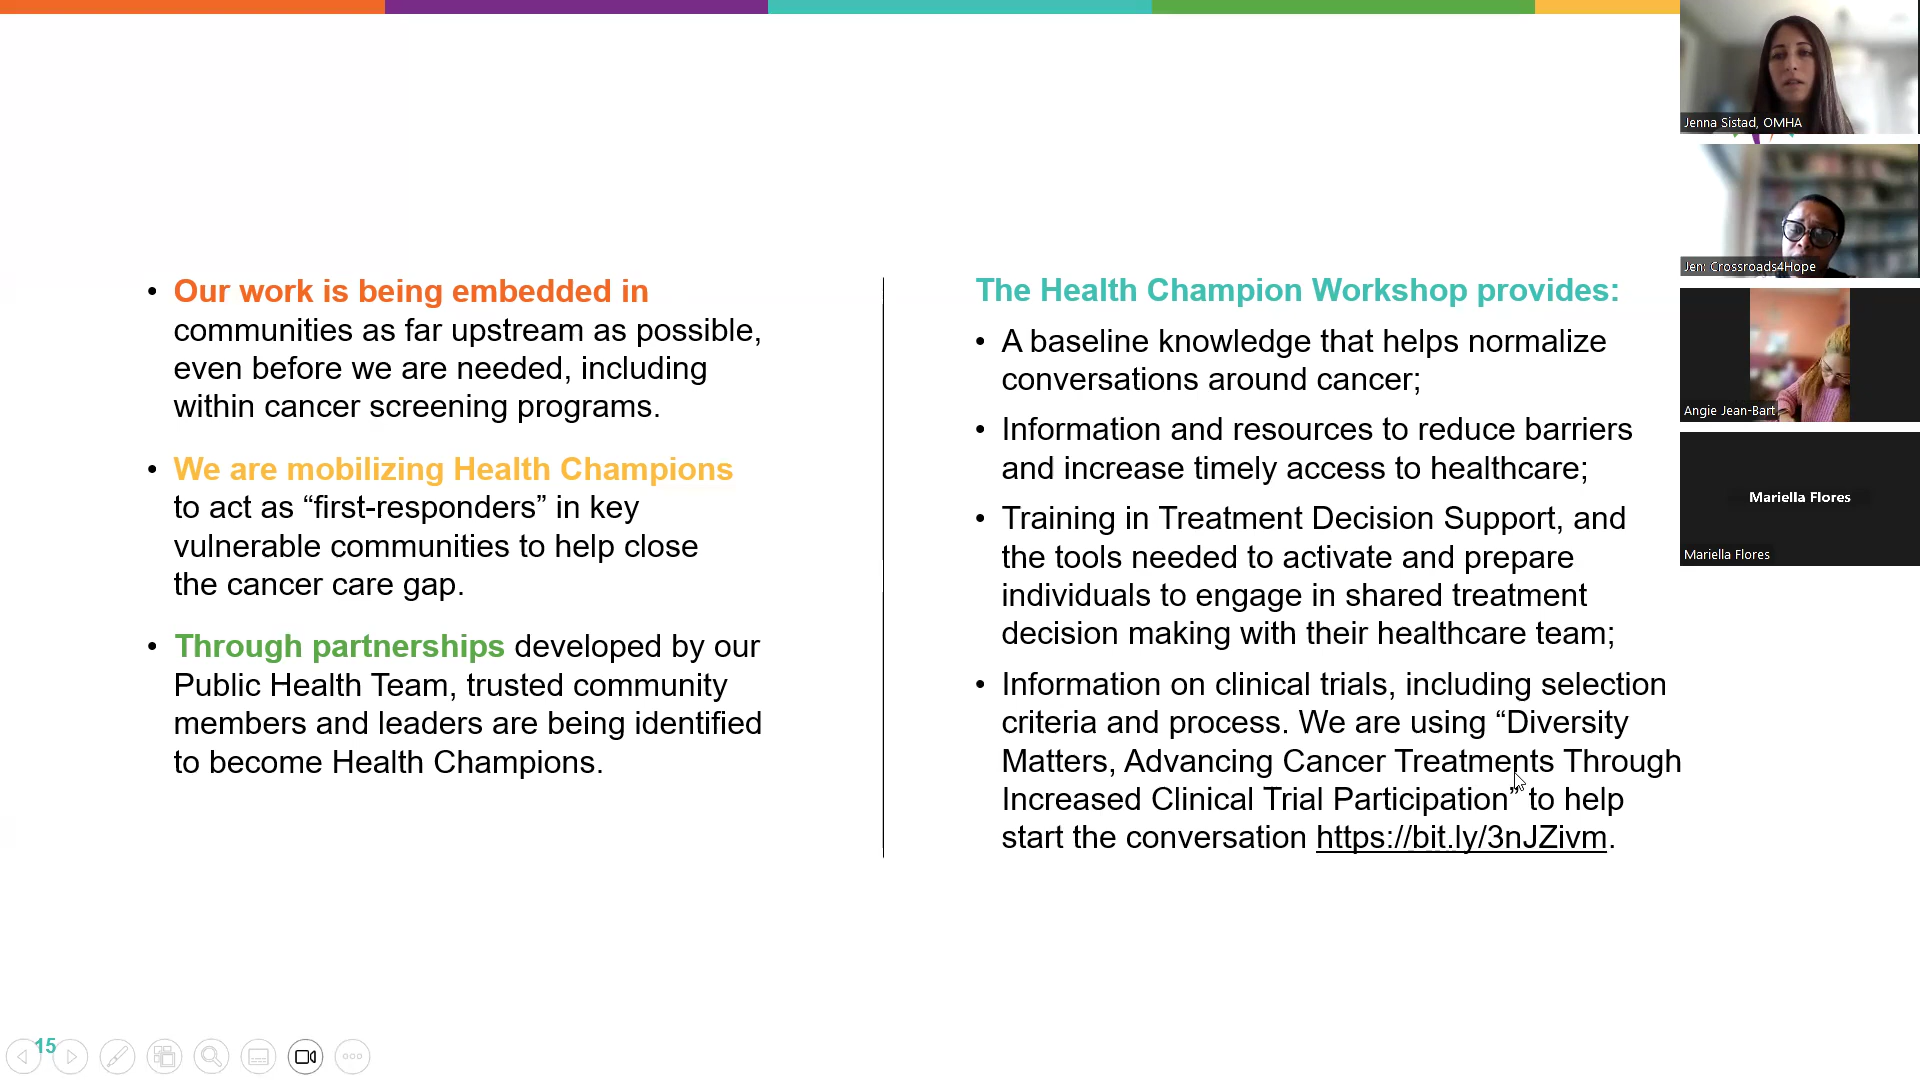 • Our work is being embedded in
communities as far upstream as possible,
even before we are needed, including
within cancer screening programs.
• We are mobilizing Health Champions
to act as “first-responders” in key
vulnerable communities to help close
the cancer care gap.
• Through partnerships developed by our
Public Health Team, trusted community
members and leaders are being identified
to become Health Champions.
The Health Champion Workshop provides:
• A baseline knowledge that helps normalize
conversations around cancer;
• Information and resources to reduce barriers
and increase timely access to healthcare;
• Training in Treatment Decision Support, and
the tools needed to activate and prepare
individuals to engage in shared treatment
decision making with their healthcare team;
• Information on clinical trials, including selection
criteria and process. We are using “Diversity
Matters, Advancing Cancer Treatments Through
Increased Clinical Trial Participation” to help
start the conversation https://bit.ly/3nJZivm.
Jenna Sistad, OMHA
Jen: Crossroads4Hope
Angie Jean-Bart
Mariella Flores
Mariella Flores
15